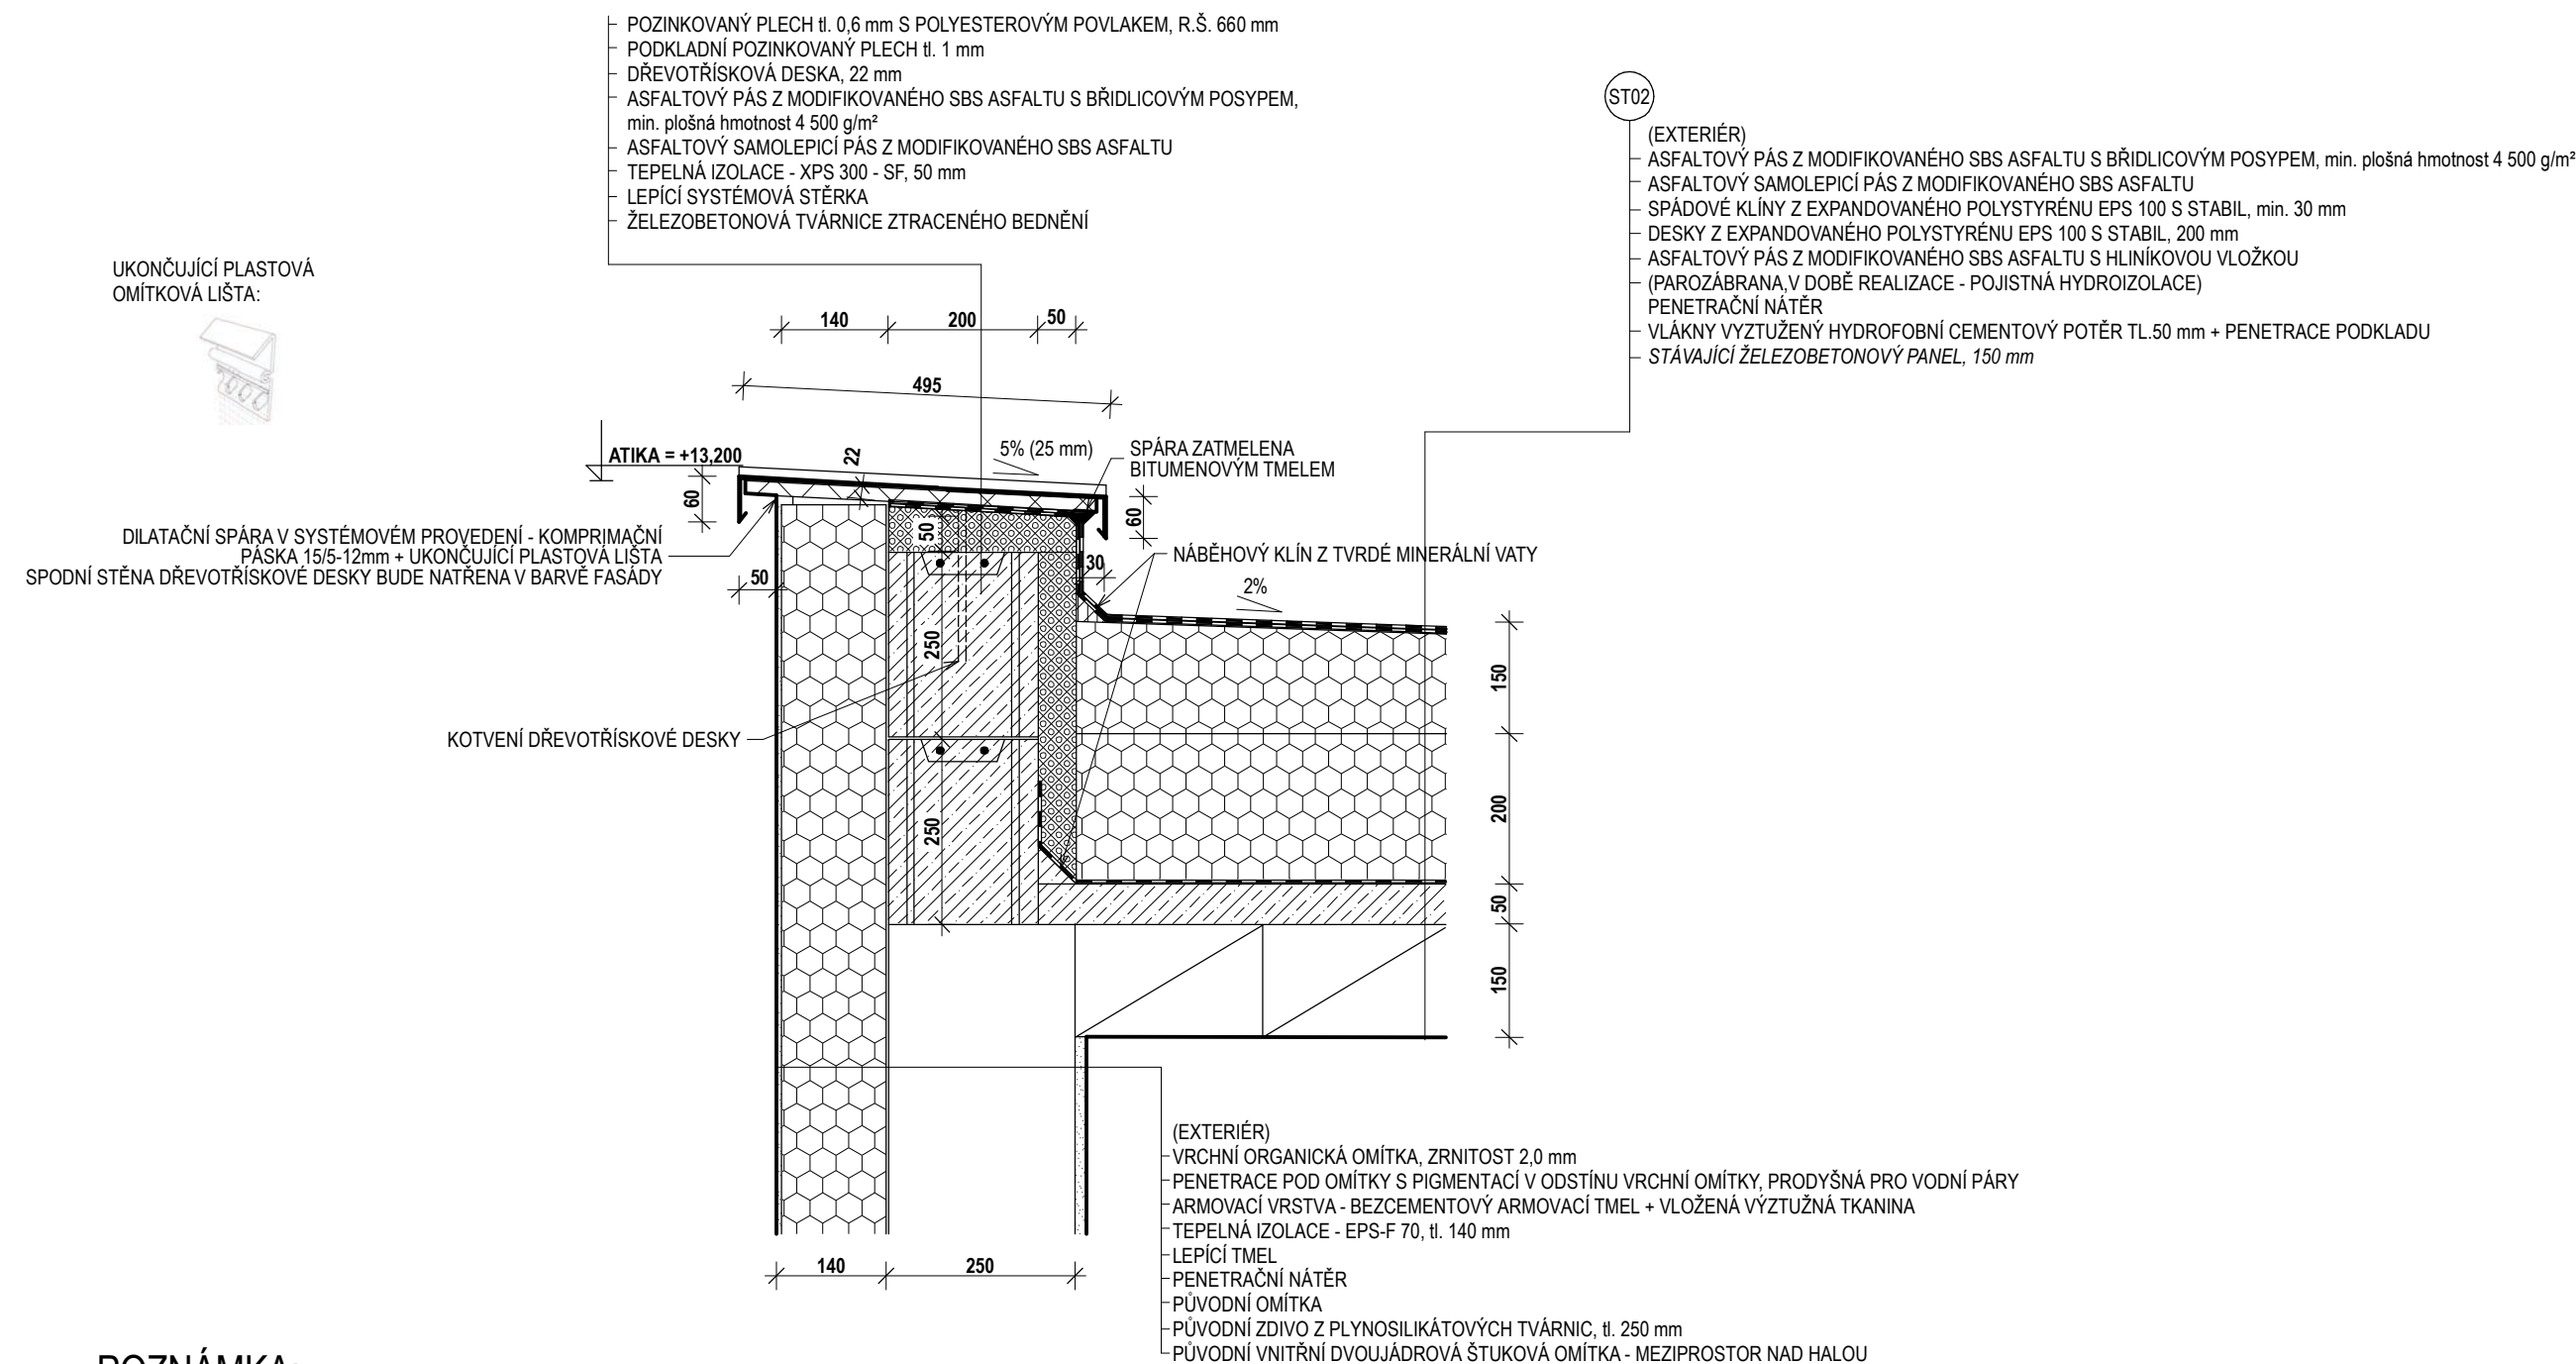 POZINKOVANÝ PLECH tl. 0,6 mm S POLYESTEROVÝM POVLAKEM, R.Š. 660 mm
PODKLADNÍ POZINKOVANÝ PLECH tl. 1 mm
DŘEVOTŘÍSKOVÁ DESKA, 22 mm
ASFALTOVÝ PÁS Z MODIFIKOVANÉHO SBS ASFALTU S BŘIDLICOVÝM POSYPEM,
min. plošná hmotnost 4 500 g/m²
ASFALTOVÝ SAMOLEPICÍ PÁS Z MODIFIKOVANÉHO SBS ASFALTU
TEPELNÁ IZOLACE - XPS 300 - SF, 50 mm
LEPÍCÍ SYSTÉMOVÁ STĚRKA
ŽELEZOBETONOVÁ TVÁRNICE ZTRACENÉHO BEDNĚNÍ
ST02
(EXTERIÉR)
ASFALTOVÝ PÁS Z MODIFIKOVANÉHO SBS ASFALTU S BŘIDLICOVÝM POSYPEM, min. plošná hmotnost 4 500 g/m²
ASFALTOVÝ SAMOLEPICÍ PÁS Z MODIFIKOVANÉHO SBS ASFALTU
SPÁDOVÉ KLÍNY Z EXPANDOVANÉHO POLYSTYRÉNU EPS 100 S STABIL, min. 30 mm
DESKY Z EXPANDOVANÉHO POLYSTYRÉNU EPS 100 S STABIL, 200 mm
ASFALTOVÝ PÁS Z MODIFIKOVANÉHO SBS ASFALTU S HLINÍKOVOU VLOŽKOU
(PAROZÁBRANA,V DOBĚ REALIZACE - POJISTNÁ HYDROIZOLACE)
PENETRAČNÍ NÁTĚR
VLÁKNY VYZTUŽENÝ HYDROFOBNÍ CEMENTOVÝ POTĚR TL.50 mm + PENETRACE PODKLADU
STÁVAJÍCÍ ŽELEZOBETONOVÝ PANEL, 150 mm
UKONČUJÍCÍ PLASTOVÁ
OMÍTKOVÁ LIŠTA:
140
200
50
495
ATIKA = +13,200
22
5% (25 mm)
SPÁRA ZATMELENA
BITUMENOVÝM TMELEM
60
60
50
DILATAČNÍ SPÁRA V SYSTÉMOVÉM PROVEDENÍ - KOMPRIMAČNÍ
PÁSKA 15/5-12mm + UKONČUJÍCÍ PLASTOVÁ LIŠTA
SPODNÍ STĚNA DŘEVOTŘÍSKOVÉ DESKY BUDE NATŘENA V BARVĚ FASÁDY
50
30
NÁBĚHOVÝ KLÍN Z TVRDÉ MINERÁLNÍ VATY
2%
250
150
KOTVENÍ DŘEVOTŘÍSKOVÉ DESKY
250
200
50
150
(EXTERIÉR)
VRCHNÍ ORGANICKÁ OMÍTKA, ZRNITOST 2,0 mm
PENETRACE POD OMÍTKY S PIGMENTACÍ V ODSTÍNU VRCHNÍ OMÍTKY, PRODYŠNÁ PRO VODNÍ PÁRY
ARMOVACÍ VRSTVA - BEZCEMENTOVÝ ARMOVACÍ TMEL + VLOŽENÁ VÝZTUŽNÁ TKANINA
TEPELNÁ IZOLACE - EPS-F 70, tl. 140 mm
LEPÍCÍ TMEL
PENETRAČNÍ NÁTĚR
PŮVODNÍ OMÍTKA
PŮVODNÍ ZDIVO Z PLYNOSILIKÁTOVÝCH TVÁRNIC, tl. 250 mm
PŮVODNÍ VNITŘNÍ DVOUJÁDROVÁ ŠTUKOVÁ OMÍTKA - MEZIPROSTOR NAD HALOU
140
250
POZNÁMKA: